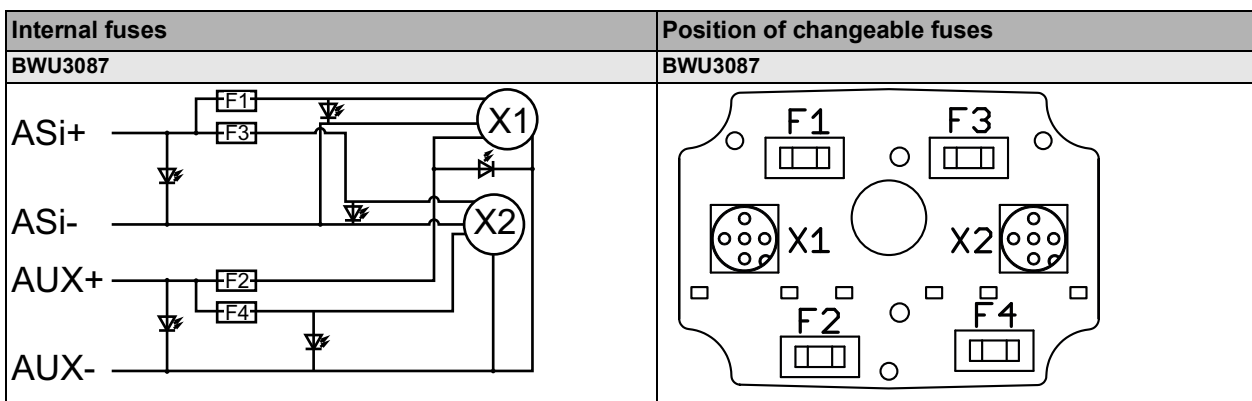 Internal fuses
Position of changeable fuses
BWU3087
BWU3087
ASi+
F1
F3
X1
ASi-
X2
AUX+
F2
F4
AUX-
F1 F3
X1 X2
F2 F4